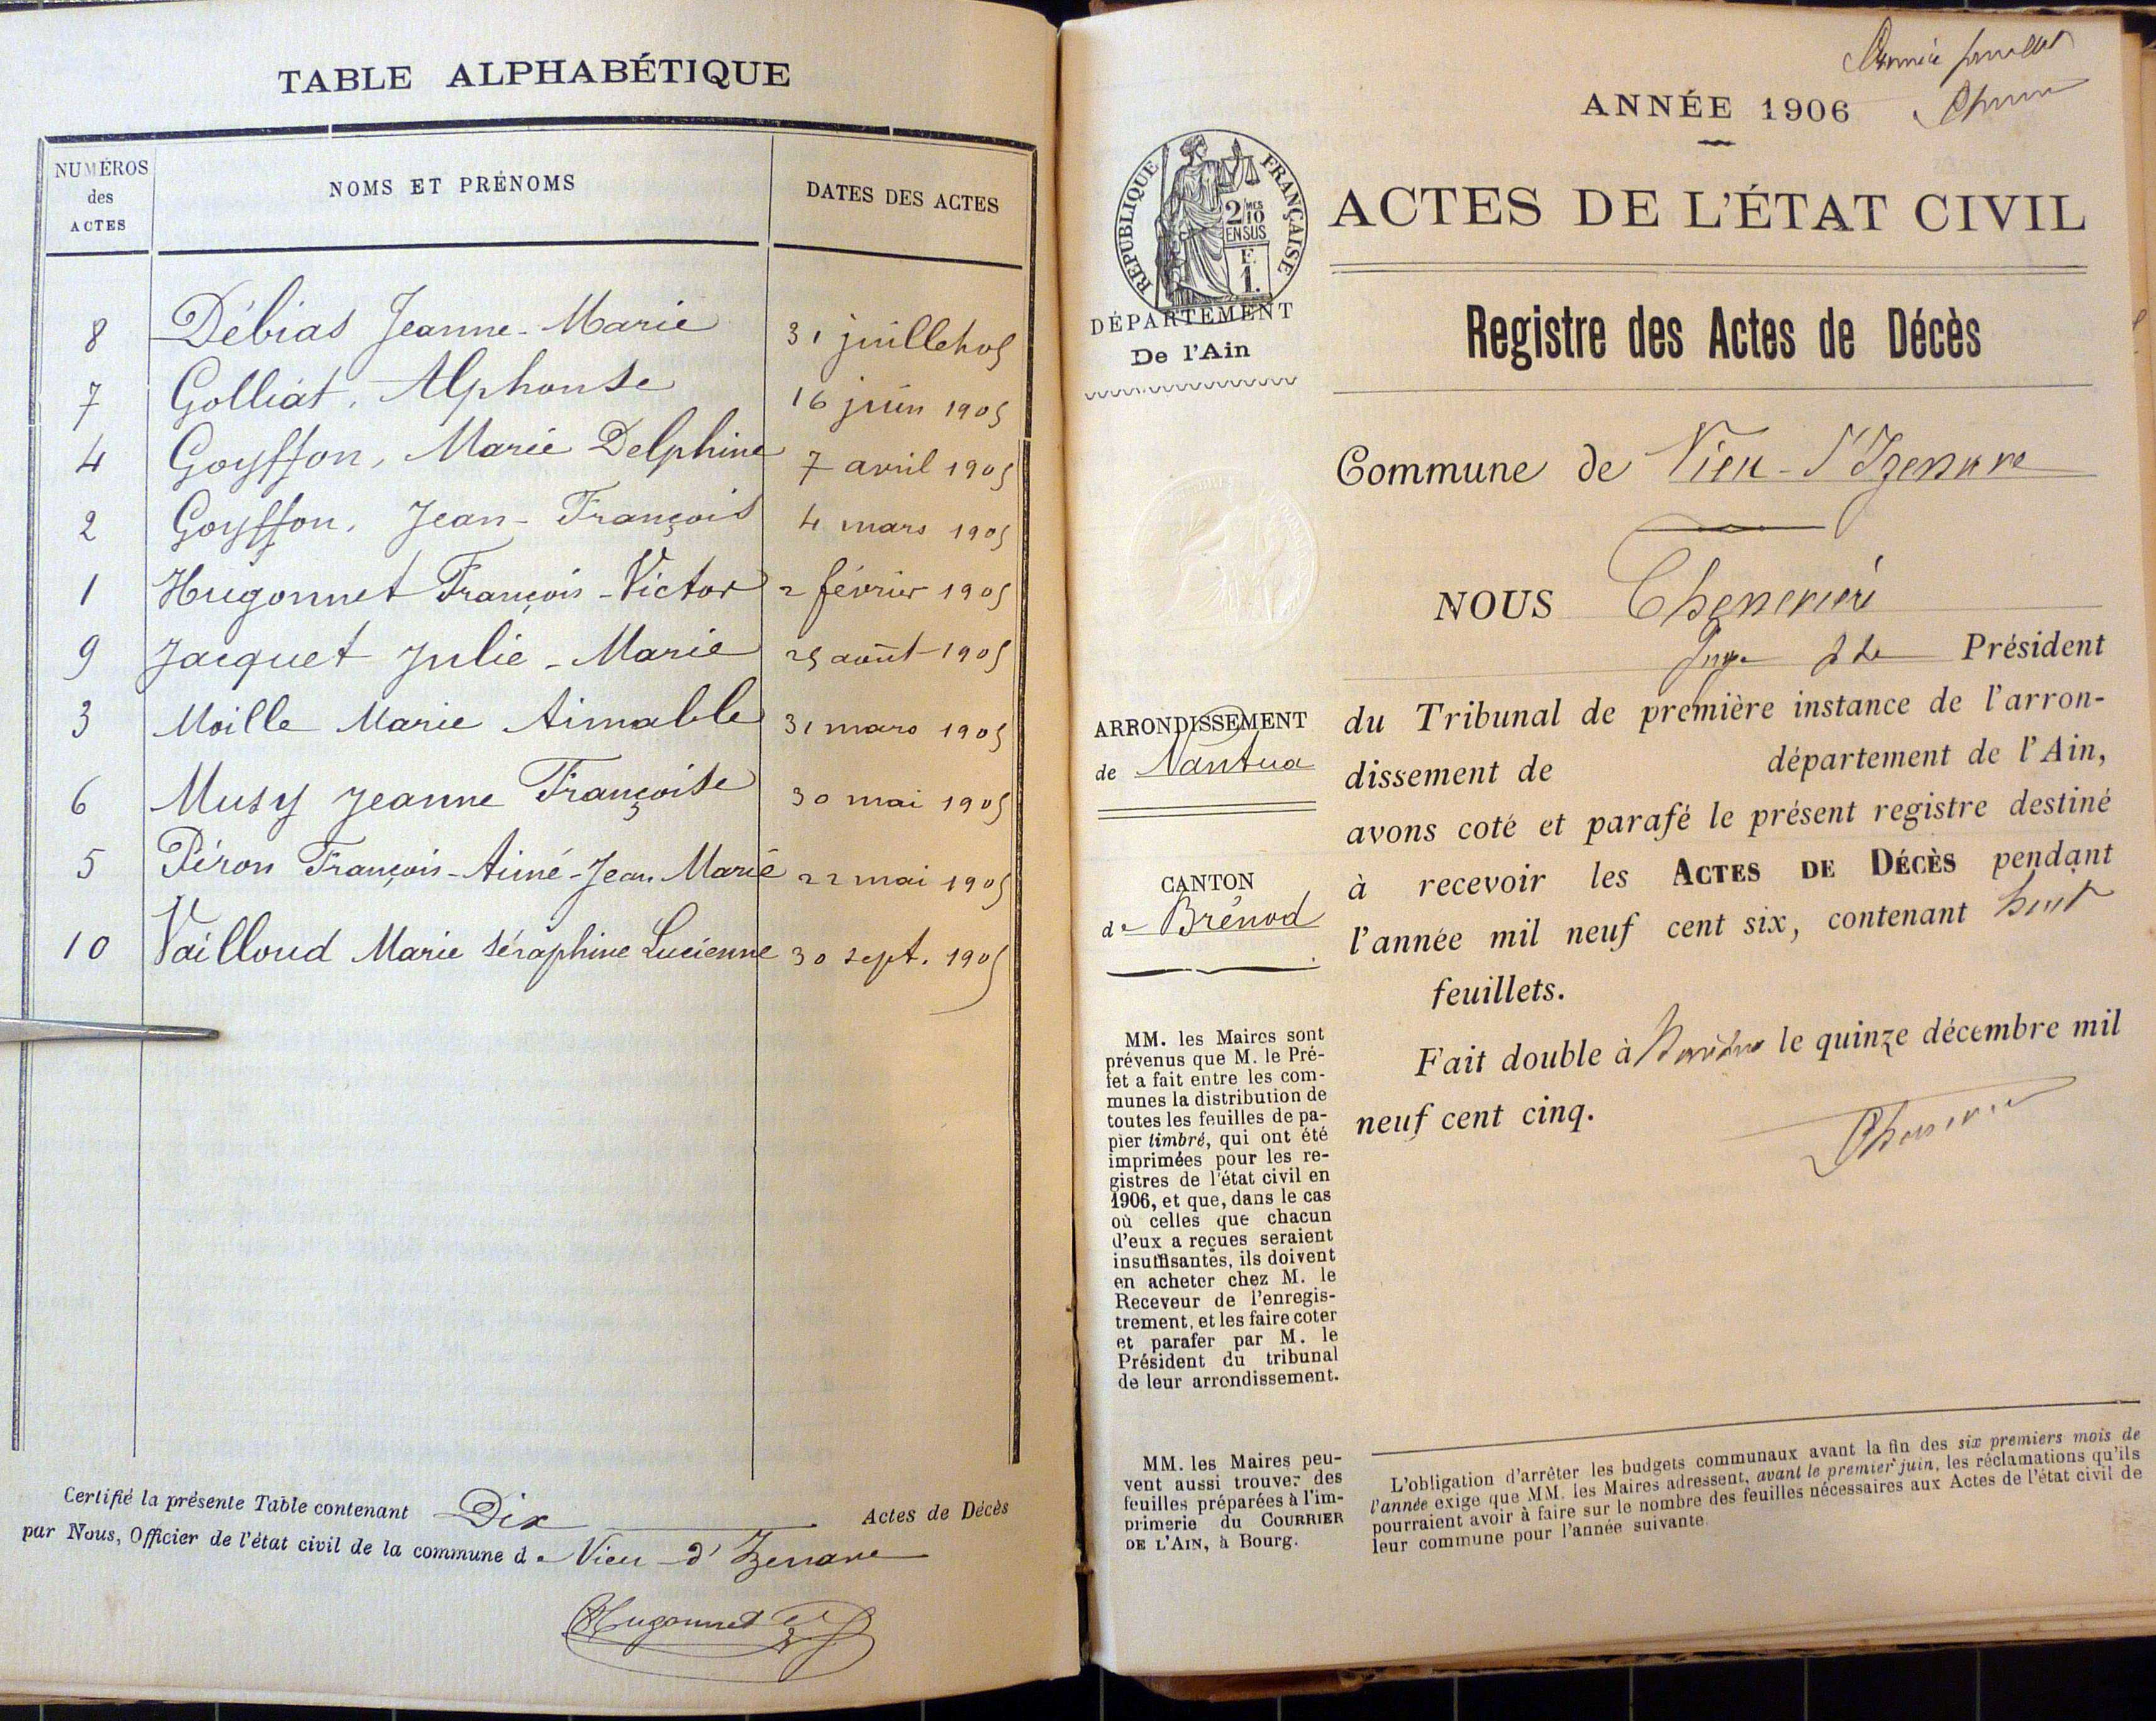 TABLE ALPHABÉTIQUE
NUMÉROS des ACTES
NOMS ET PRÉNOMS
DATES DES ACTES
8 Débias Jeanne-Marie 31 juillet 05
7 Golliat, Alphonse 16 juin 1905
4 Goyffon, Marie Delphine 7 avril 1905
2 Goyffon, Jean-François 4 mars 1905
1 Hugonnet François-Victor 2 février 1905
9 Jacquet Julie-Marie 25 août 1905
3 Moille Marie Aimable 31 mars 1905
6 Musy Jeanne Françoise 30 mai 1905
5 Péron François-Aimé-Jean Marie 22 mai 1905
10 Vailloud Marie Séraphine Lucienne 30 sept. 1905
Certifié la présente Table contenant Dix Actes de Décès
par Nous, Officier de l'état civil de la commune de Vieu-d'Izenave
Hugonnet
ANNÉE 1906
RÉPUBLIQUE FRANÇAISE
2 10 MES
EN SUS
F.
1.
DÉPARTEMENT
De l'Ain
ACTES DE L'ÉTAT CIVIL
Registre des Actes de Décès
Commune de Vieu-d'Izenave
NOUS
Juge Président
du Tribunal de première instance de l'arron-
dissement de département de l'Ain,
avons coté et parafé le présent registre destiné
à recevoir les ACTES DE DÉCÈS pendant
l'année mil neuf cent six, contenant huit
feuillets.
Fait double à Nantua le quinze décembre mil
neuf cent cinq.
ARRONDISSEMENT
de Nantua
CANTON
de Brénod
MM. les Maires sont
prévenus que M. le Pré-
fet a fait entre les com-
munes la distribution de
toutes les feuilles de pa-
pier timbré, qui ont été
imprimées pour les re-
gistres de l'état civil en
1906, et que, dans le cas
où celles que chacun
d'eux a reçues seraient
insuffisantes, ils doivent
en acheter chez M. le
Receveur de l'enregis-
trement, et les faire coter
et parafer par M. le
Président du tribunal
de leur arrondissement.
MM. les Maires peu-
vent aussi trouver des
feuilles préparées à l'im-
primerie du COURRIER
DE L'AIN, à Bourg.
L'obligation d'arrêter les budgets communaux avant la fin des six premiers mois de
l'année exige que MM. les Maires adressent, avant le premier juin, les réclamations qu'ils
pourraient avoir à faire sur le nombre des feuilles nécessaires aux Actes de l'état civil de
leur commune pour l'année suivante.